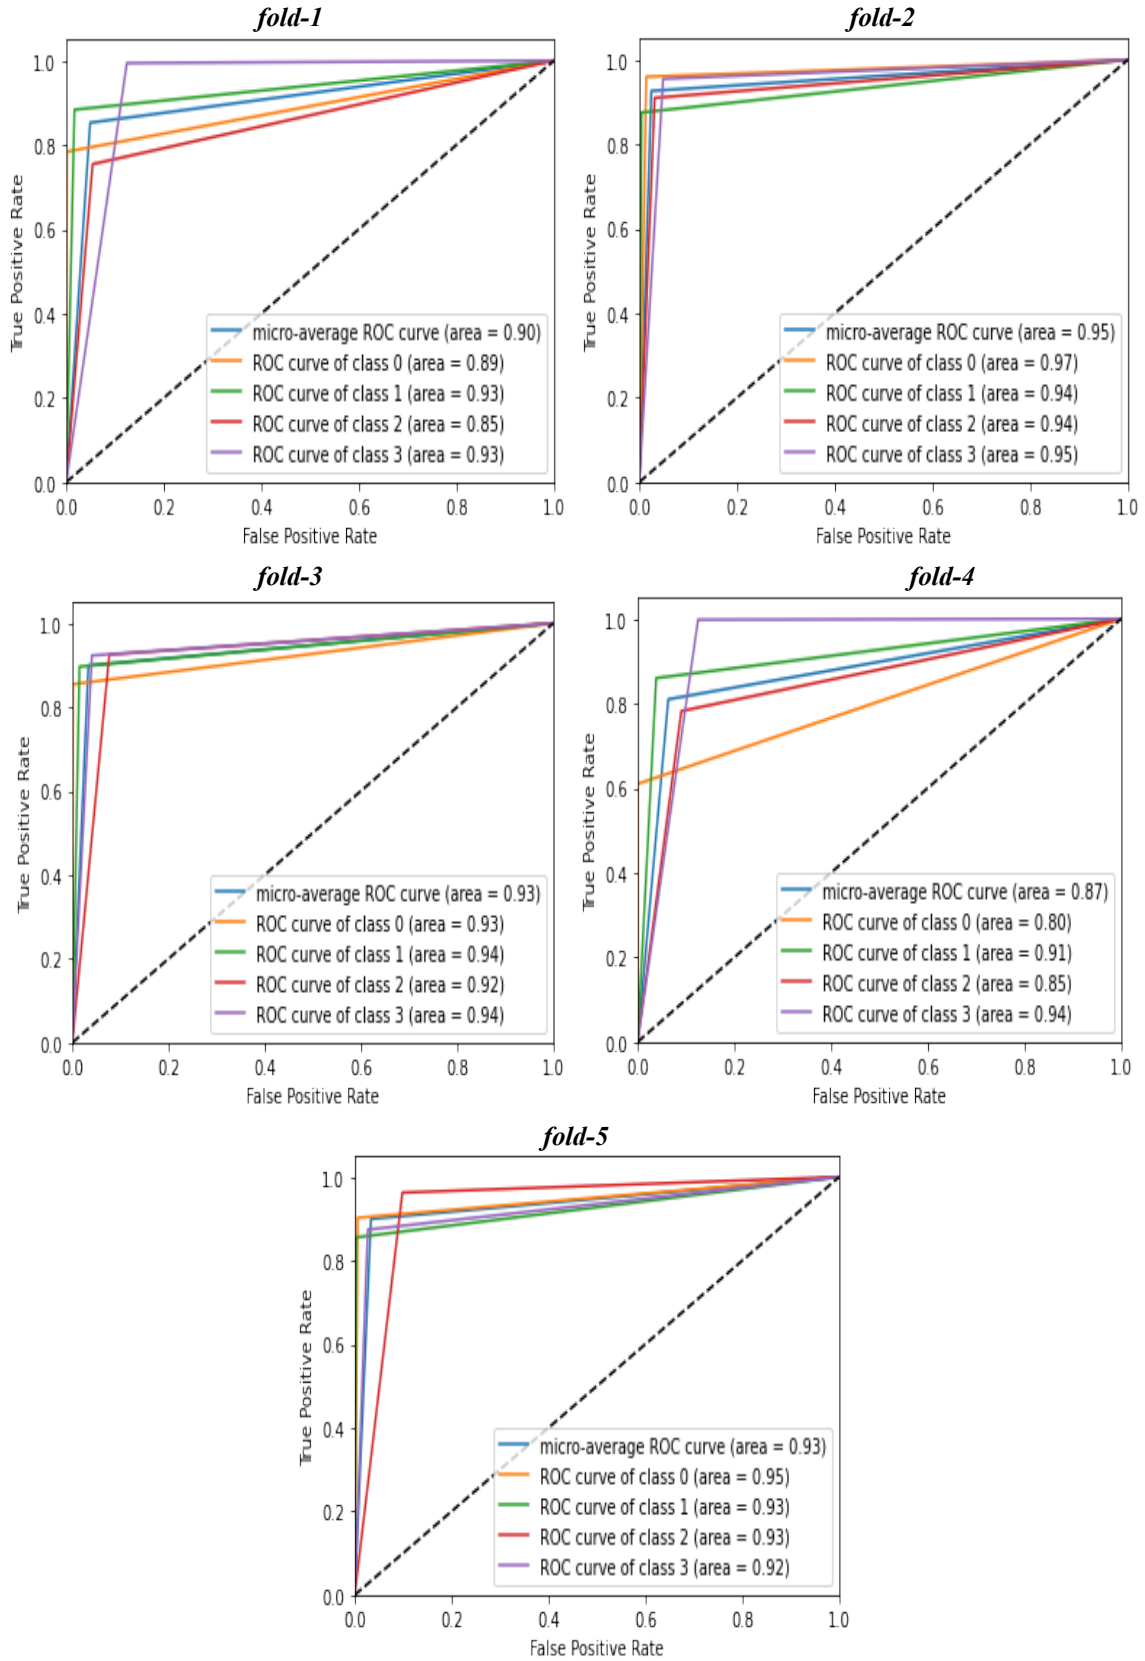 fold-1
1.0
0.8
0.6
0.4
0.2
0.0
True Positive Rate
micro-average ROC curve (area = 0.90)
ROC curve of class 0 (area = 0.89)
ROC curve of class 1 (area = 0.93)
ROC curve of class 2 (area = 0.85)
ROC curve of class 3 (area = 0.93)
0.0 0.2 0.4 0.6 0.8 1.0
False Positive Rate
fold-2
1.0
0.8
0.6
0.4
0.2
0.0
True Positive Rate
micro-average ROC curve (area = 0.95)
ROC curve of class 0 (area = 0.97)
ROC curve of class 1 (area = 0.94)
ROC curve of class 2 (area = 0.94)
ROC curve of class 3 (area = 0.95)
0.0 0.2 0.4 0.6 0.8 1.0
False Positive Rate
fold-3
1.0
0.8
0.6
0.4
0.2
0.0
True Positive Rate
micro-average ROC curve (area = 0.93)
ROC curve of class 0 (area = 0.93)
ROC curve of class 1 (area = 0.94)
ROC curve of class 2 (area = 0.92)
ROC curve of class 3 (area = 0.94)
0.0 0.2 0.4 0.6 0.8 1.0
False Positive Rate
fold-4
1.0
0.8
0.6
0.4
0.2
0.0
True Positive Rate
micro-average ROC curve (area = 0.87)
ROC curve of class 0 (area = 0.80)
ROC curve of class 1 (area = 0.91)
ROC curve of class 2 (area = 0.85)
ROC curve of class 3 (area = 0.94)
0.0 0.2 0.4 0.6 0.8 1.0
False Positive Rate
fold-5
1.0
0.8
0.6
0.4
0.2
0.0
True Positive Rate
micro-average ROC curve (area = 0.93)
ROC curve of class 0 (area = 0.95)
ROC curve of class 1 (area = 0.93)
ROC curve of class 2 (area = 0.93)
ROC curve of class 3 (area = 0.92)
0.0 0.2 0.4 0.6 0.8 1.0
False Positive Rate